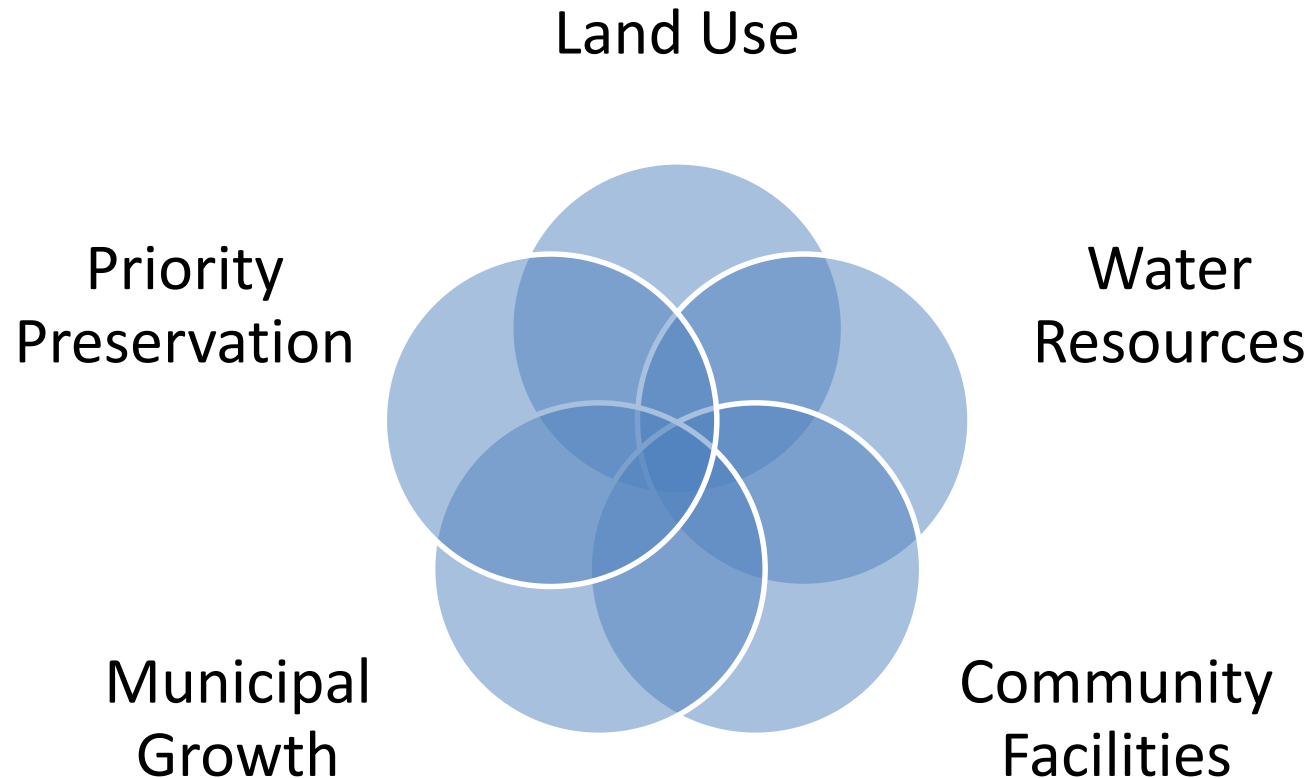 Land Use
Priority
Preservation
Water
Resources
Municipal
Growth
Community
Facilities